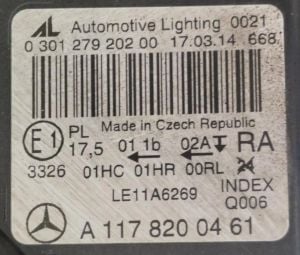 AL Automotive Lighting 0021
0 301 279 202 00 17.03.14 668
Made in Czech Republic
E1 PL 17,5 01 1b 02A RA
3326 01HC 01HR 00RL
LE11A6269 INDEX Q006
A 117 820 04 61